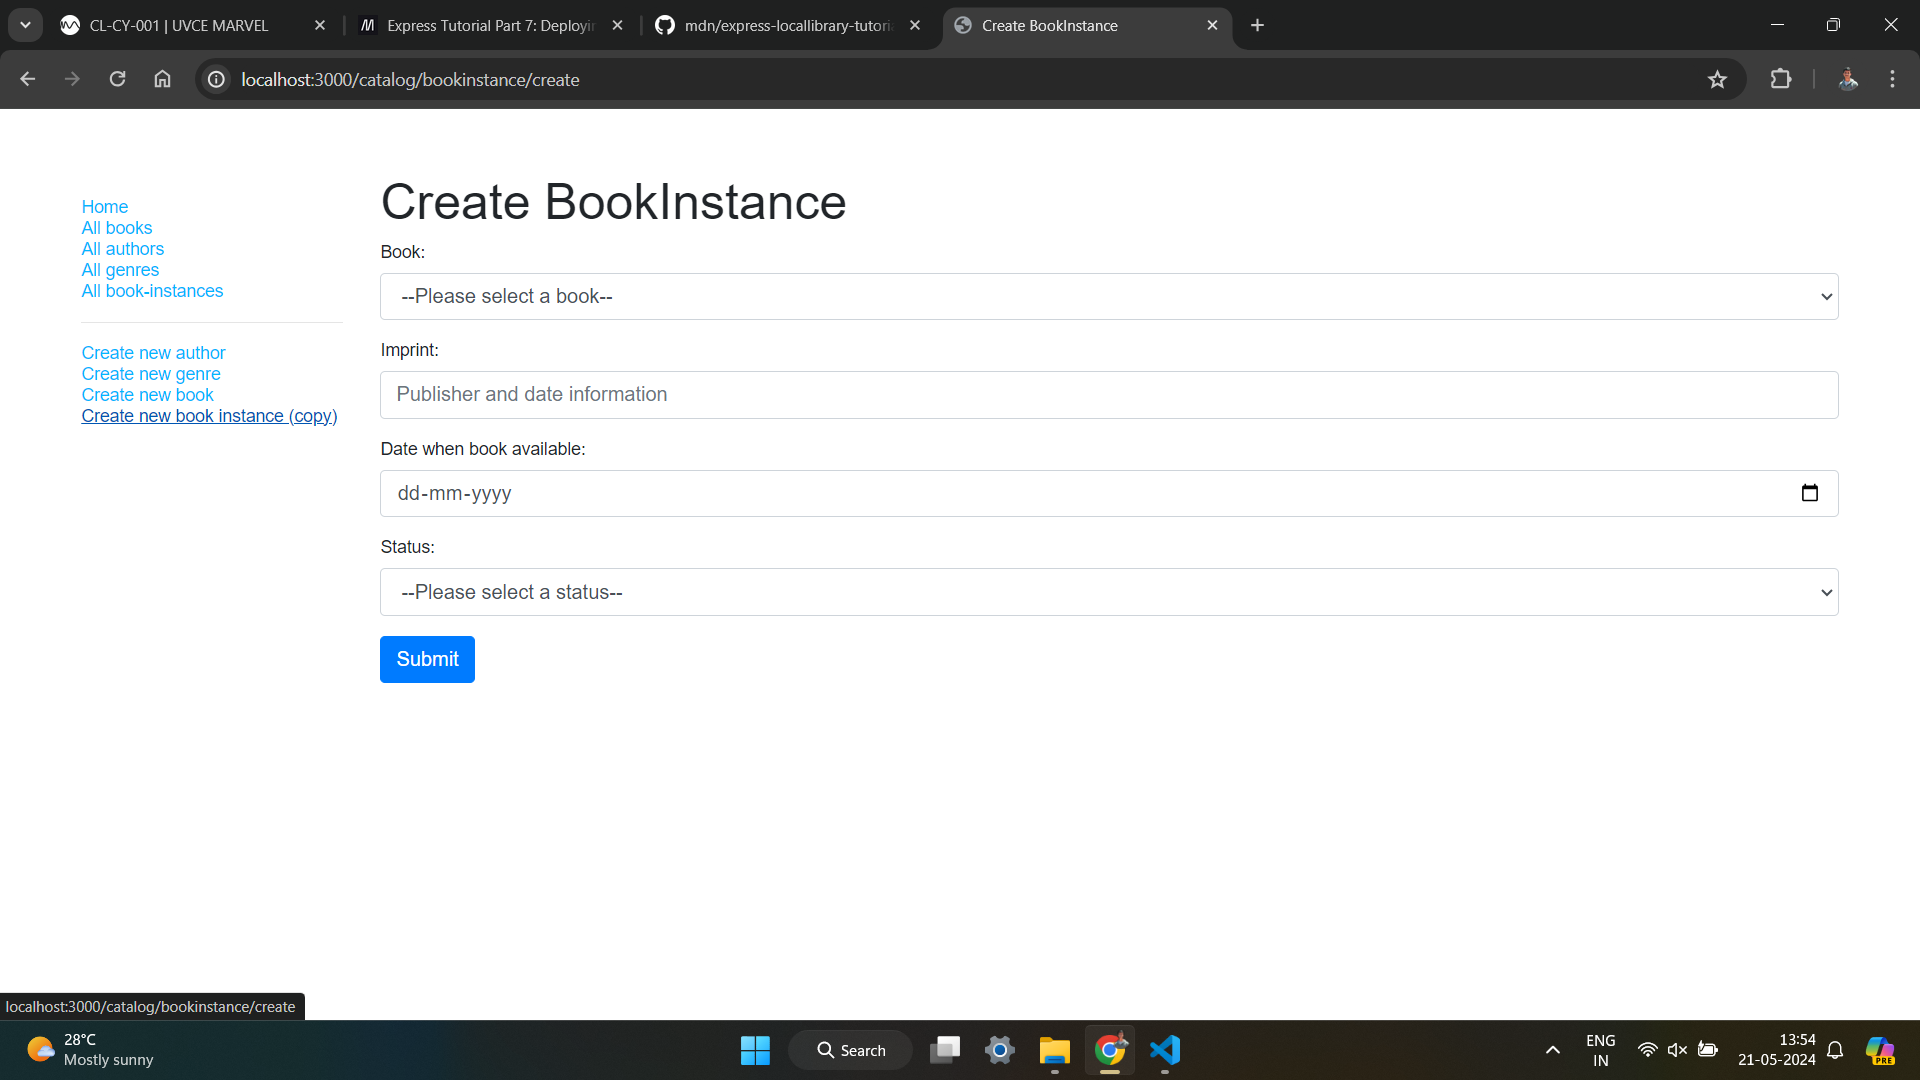 CL-CY-001 | UVCE MARVEL
Express Tutorial Part 7: Deployin
mdn/express-locallibrary-tutoria
Create BookInstance
localhost:3000/catalog/bookinstance/create
Home
All books
All authors
All genres
All book-instances
Create new author
Create new genre
Create new book
Create new book instance (copy)
Create BookInstance
Book:
--Please select a book--
Imprint:
Publisher and date information
Date when book available:
dd-mm-yyyy
Status:
--Please select a status--
Submit
localhost:3000/catalog/bookinstance/create
28°C
Mostly sunny
Search
ENG
IN
13:54
21-05-2024
PRE